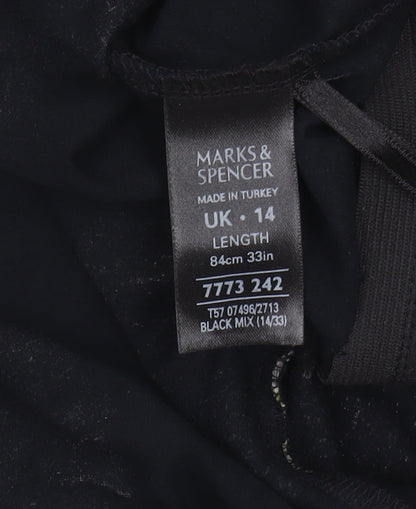 MARKS &
SPENCER
MADE IN TURKEY
UK • 14
LENGTH
84cm 33in
7773 242
T57 07496/2713
BLACK MIX (14/33)